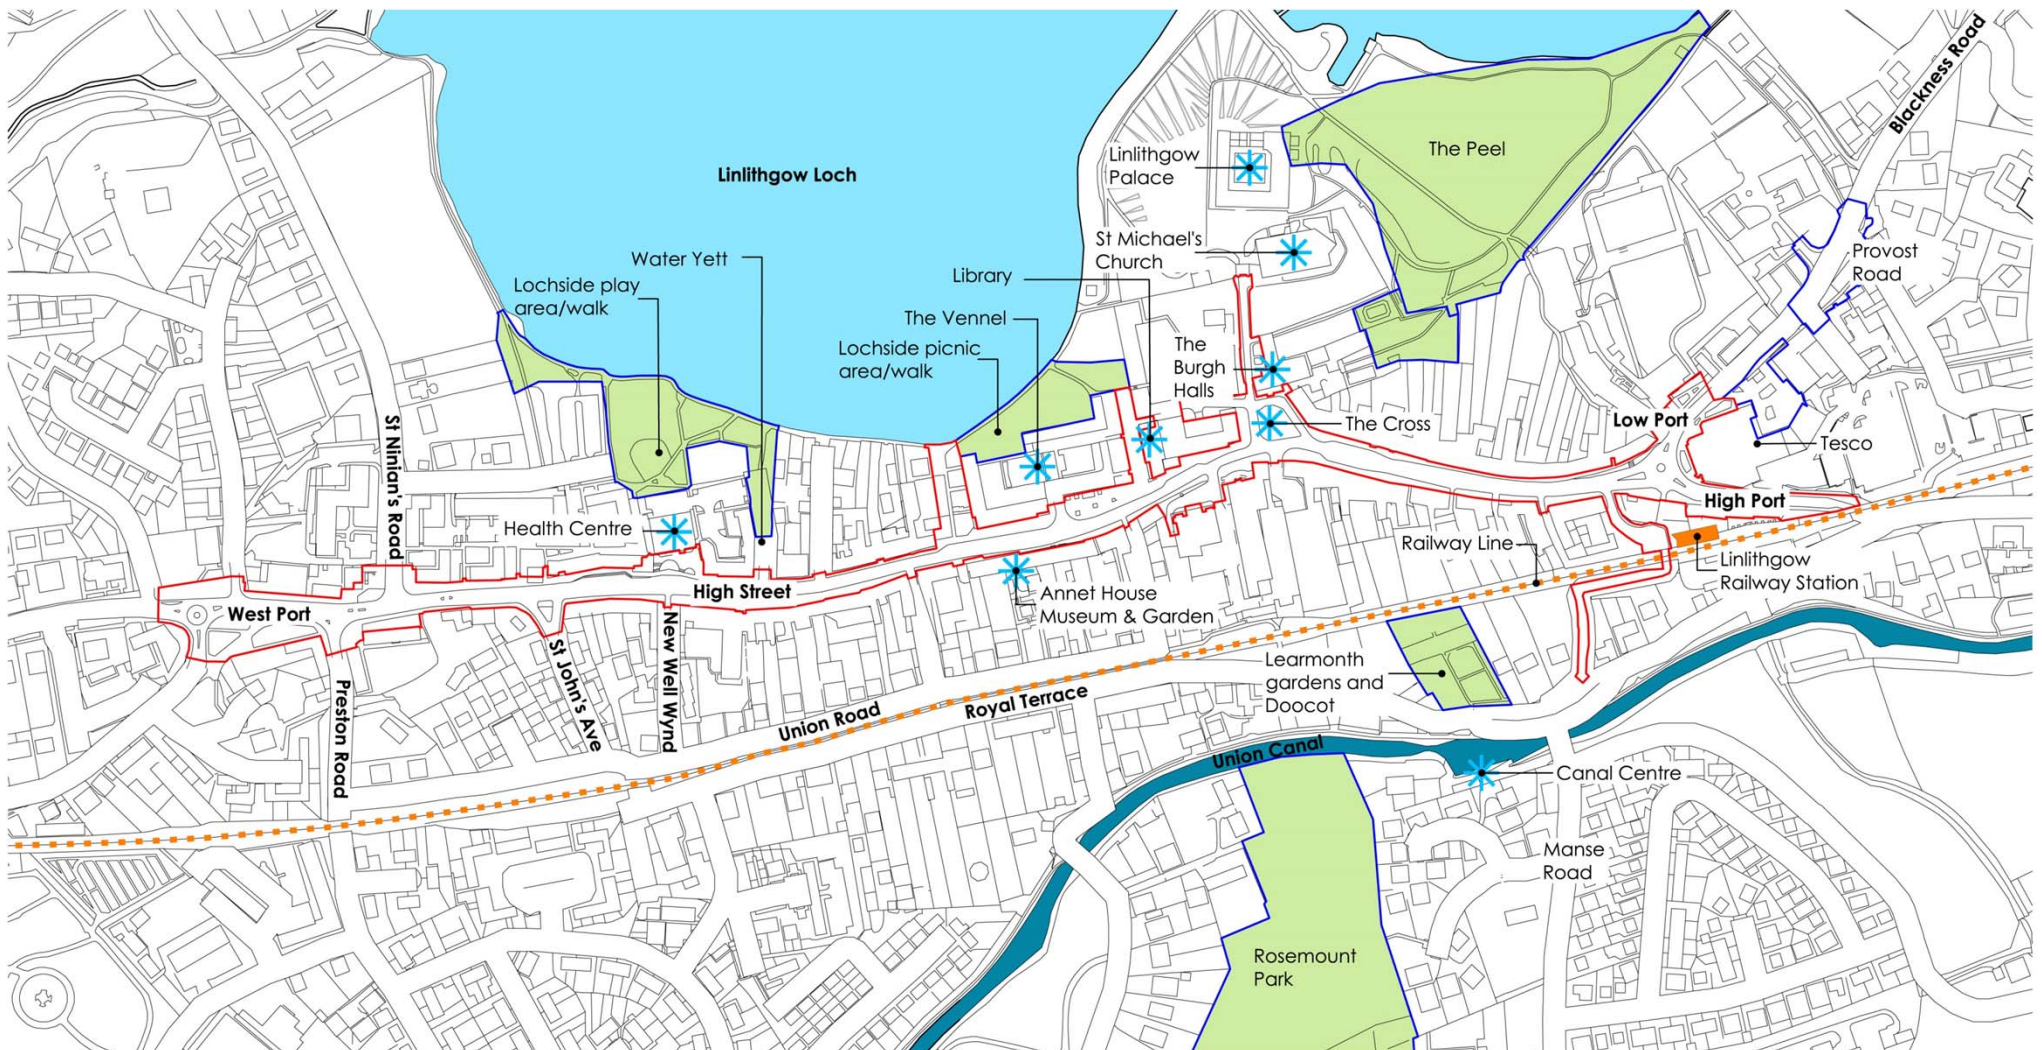 Blackness Road
The Peel
Linlithgow
Palace
Linlithgow Loch
St Michael's
Church
Provost
Road
Water Yett
Library
Lochside play
area/walk
The Vennel
Lochside picnic
area/walk
The
Burgh
Halls
The Cross
Low Port
Tesco
St Ninian's Road
High Port
Health Centre
Railway Line
Linlithgow
Railway Station
High Street
Annet House
Museum & Garden
West Port
St John's Ave
New Well Wynd
Preston Road
Learmonth
gardens and
Doocot
Royal Terrace
Union Road
Union Canal
Canal Centre
Manse
Road
Rosemount
Park